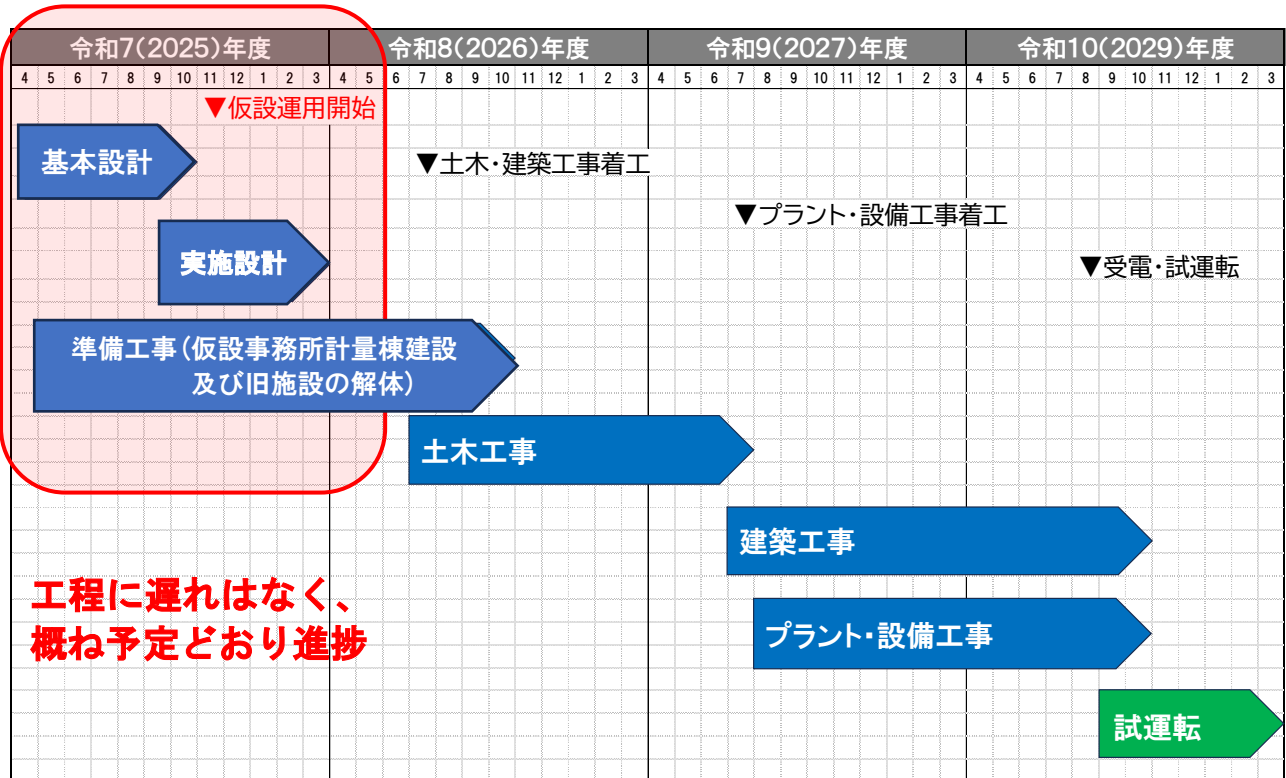 令和7(2025)年度 令和8(2026)年度 令和9(2027)年度 令和10(2029)年度
4 5 6 7 8 9 10 11 12 1 2 3 4 5 6 7 8 9 10 11 12 1 2 3 4 5 6 7 8 9 10 11 12 1 2 3 4 5 6 7 8 9 10 11 12 1 2 3
▼仮設運用開始
基本設計
▼土木・建築工事着工
▼プラント・設備工事着工
実施設計
▼受電・試運転
準備工事(仮設事務所計量棟建設
及び旧施設の解体)
土木工事
建築工事
工程に遅れはなく、
概ね予定どおり進捗
プラント・設備工事
試運転